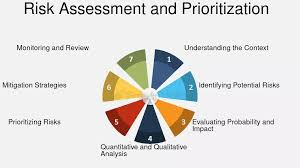 Risk Assessment and Prioritization
Monitoring and Review
Understanding the Context
7
1
Mitigation Strategies
6
2
Identifying Potential Risks
Prioritizing Risks
5
3
Evaluating Probability and
Impact
4
Quantitative and Qualitative
Analysis